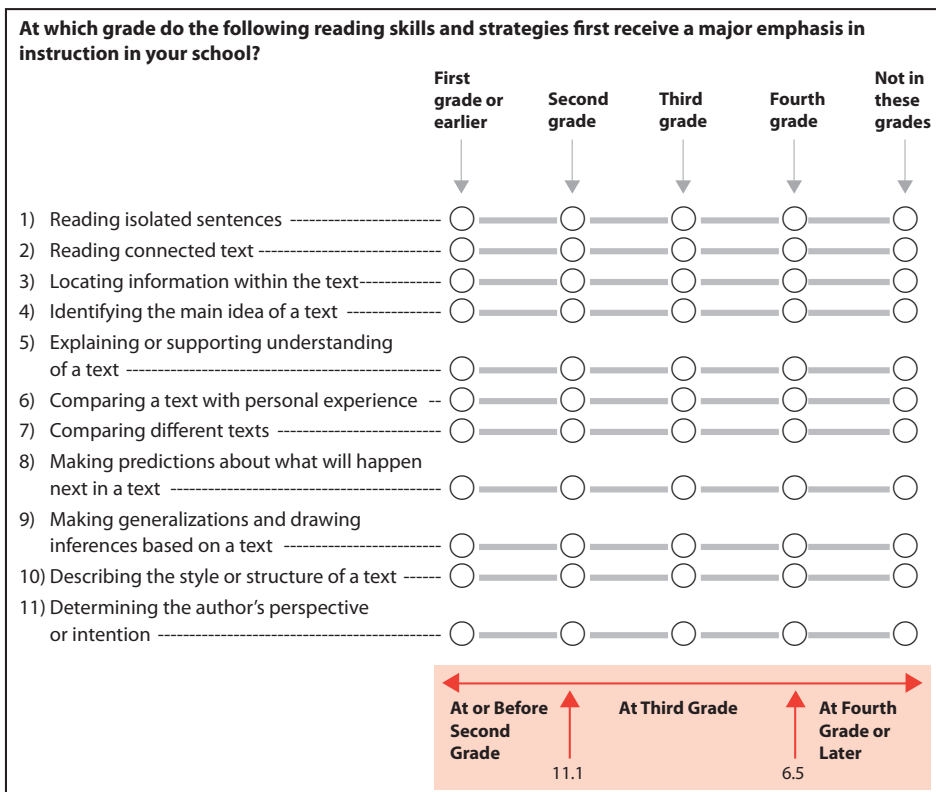 At which grade do the following reading skills and strategies first receive a major emphasis in
instruction in your school?
First
grade or
earlier
Second
grade
Third
grade
Fourth
grade
Not in
these
grades
1) Reading isolated sentences ------------------------
2) Reading connected text -----------------------------
3) Locating information within the text-------------
4) Identifying the main idea of a text ---------------
5) Explaining or supporting understanding
of a text --------------------------------------------------
6) Comparing a text with personal experience --
7) Comparing different texts --------------------------
8) Making predictions about what will happen
next in a text -------------------------------------------
9) Making generalizations and drawing
inferences based on a text -------------------------
10) Describing the style or structure of a text ------
11) Determining the author’s perspective
or intention ---------------------------------------------
At or Before
Second
Grade
At Third Grade
At Fourth
Grade or
Later
11.1
6.5